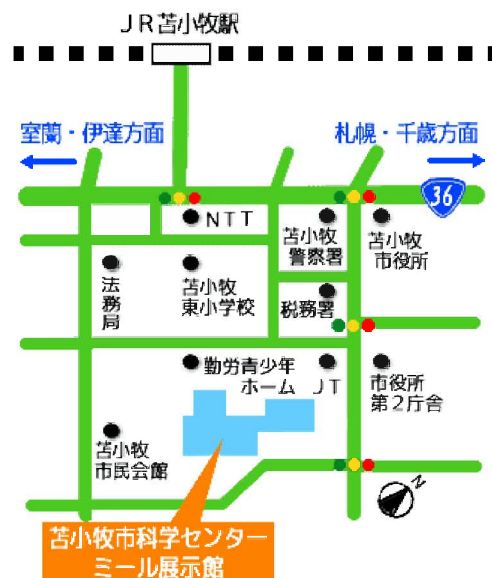 JR苫小牧駅
室蘭・伊達方面
札幌・千歳方面
36
NTT
苫小牧
警察署
苫小牧
市役所
法務局
苫小牧
東小学校
税務署
勤労青少年
ホーム
JT
市役所
第2庁舎
苫小牧
市民会館
N
苫小牧市科学センター
ミール展示館